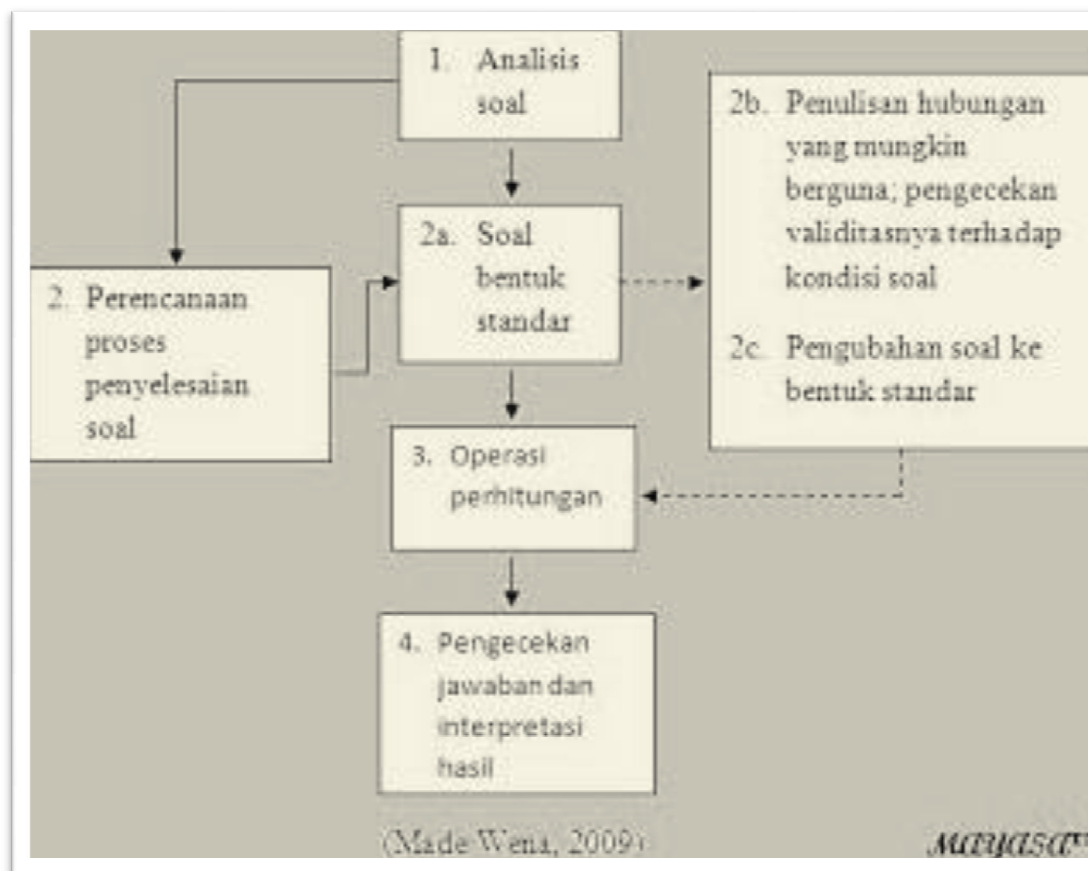 1. Analisis
soal
2. Perencanaan
proses
penyelesaian
soal
2a. Soal
bentuk
standar
2b. Penulisan hubungan
yang mungkin
berguna; pengecekan
validitasnya terhadap
kondisi soal
2c. Pengubahan soal ke
bentuk standar
3. Operasi
perhitungan
4. Pengecekan
jawaban dan
interpretasi
hasil
(Made Wena, 2009)